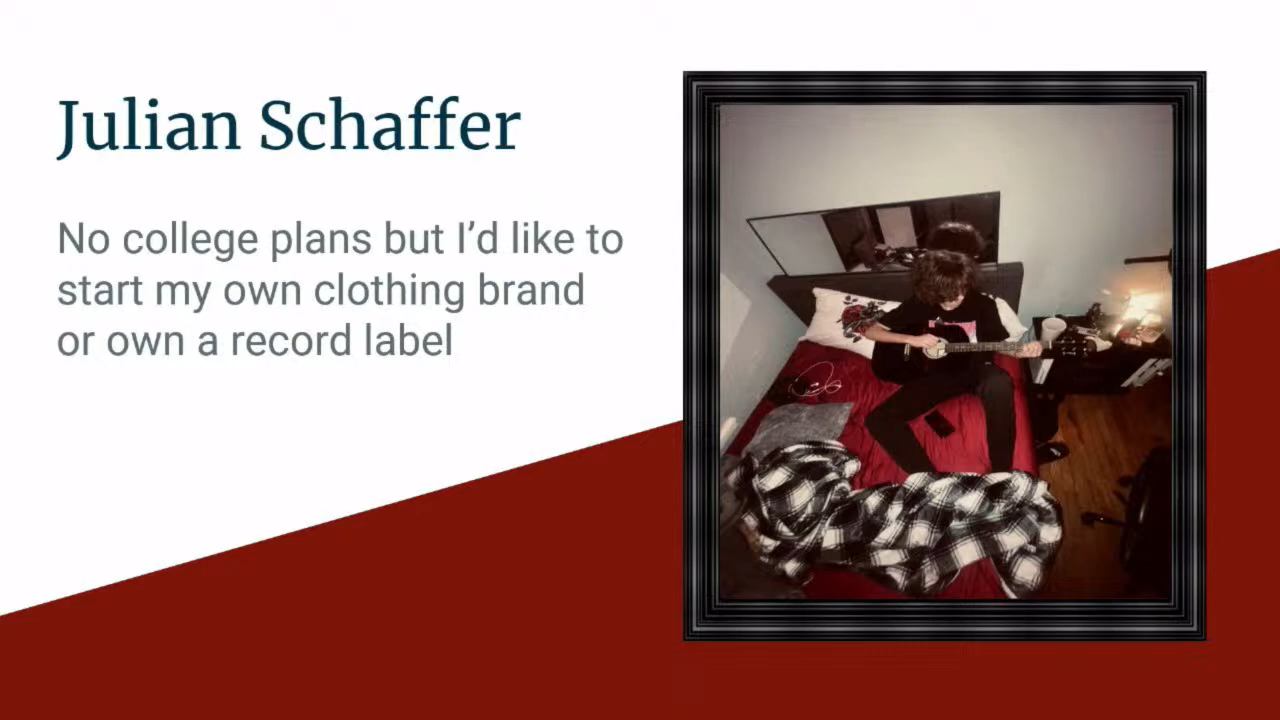 Julian Schaffer
No college plans but I’d like to
start my own clothing brand
or own a record label